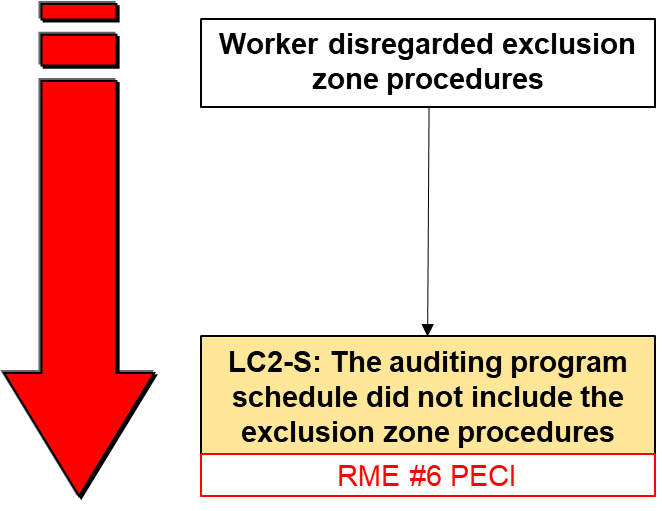 Worker disregarded exclusion
zone procedures
LC2-S: The auditing program
schedule did not include the
exclusion zone procedures
RME #6 PECI